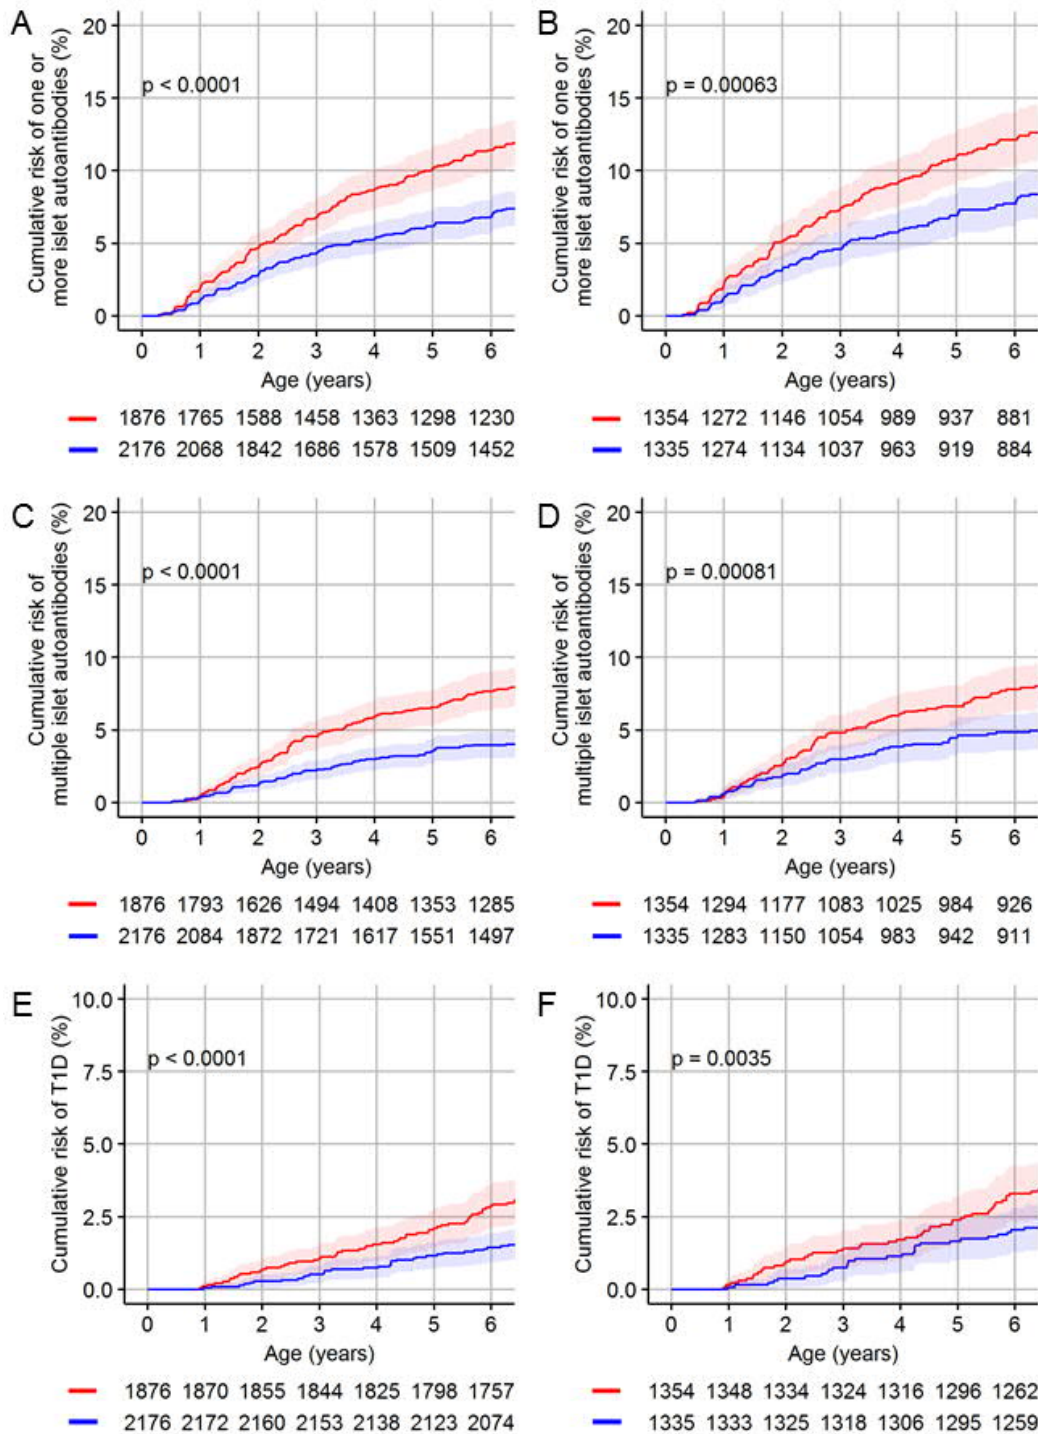 A
Cumulative risk of one or
more islet autoantibodies (%)
20
15
10
5
0
p < 0.0001
0 1 2 3 4 5 6
Age (years)
1876 1765 1588 1458 1363 1298 1230
2176 2068 1842 1686 1578 1509 1452
B
Cumulative risk of one or
more islet autoantibodies (%)
20
15
10
5
0
p = 0.00063
0 1 2 3 4 5 6
Age (years)
1354 1272 1146 1054 989 937 881
1335 1274 1134 1037 963 919 884
C
Cumulative risk of
multiple islet autoantibodies (%)
20
15
10
5
0
p < 0.0001
0 1 2 3 4 5 6
Age (years)
1876 1793 1626 1494 1408 1353 1285
2176 2084 1872 1721 1617 1551 1497
D
Cumulative risk of
multiple islet autoantibodies (%)
20
15
10
5
0
p = 0.00081
0 1 2 3 4 5 6
Age (years)
1354 1294 1177 1083 1025 984 926
1335 1283 1150 1054 983 942 911
E
Cumulative risk of T1D (%)
10.0
7.5
5.0
2.5
0.0
p < 0.0001
0 1 2 3 4 5 6
Age (years)
1876 1870 1855 1844 1825 1798 1757
2176 2172 2160 2153 2138 2123 2074
F
Cumulative risk of T1D (%)
10.0
7.5
5.0
2.5
0.0
p = 0.0035
0 1 2 3 4 5 6
Age (years)
1354 1348 1334 1324 1316 1296 1262
1335 1333 1325 1318 1306 1295 1259